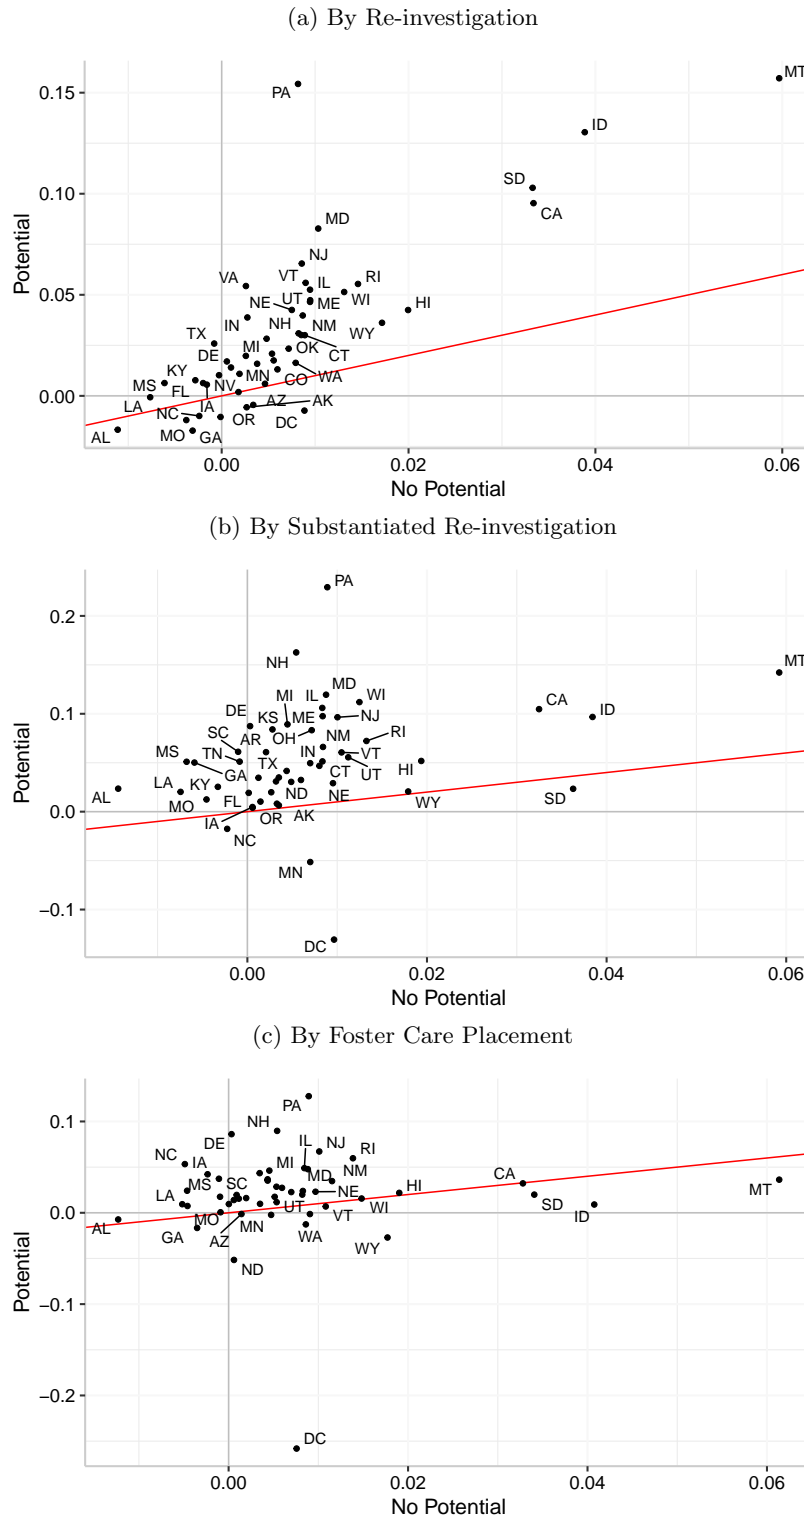 (a) By Re-investigation
MT
PA
0.15
ID
SD
0.10
CA
MD
NJ
VT
IL
RI
VA
0.05
NE
UT
ME
WI
HI
IN
NH
NM
WY
TX
MI
OK
CT
DE
KY
MN
WA
MS
FL
NV
CO
0.00
LA
IA
AZ
AK
NC
OR
DC
AL
MO
GA
Potential
0.00
0.02
0.04
0.06
No Potential
(b) By Substantiated Re-investigation
PA
0.2
NH
MT
MD
WI
MI
IL
CA
ID
0.1
DE
KS
ME
NJ
SC
AR
OH
NM
RI
MS
TN
IN
VT
GA
TX
UT
HI
LA
KY
CT
AL
MO
FL
ND
NE
WY
SD
0.0
OR
AK
IA
NC
MN
−0.1
DC
Potential
0.00
0.02
0.04
0.06
No Potential
(c) By Foster Care Placement
PA
0.1
NH
DE
IL
NJ
RI
NC
IA
MI
NM
MS
SC
MD
NE
HI
CA
MT
LA
UT
WI
SD
0.0
AL
MO
MN
VT
ID
GA
AZ
WA
WY
ND
−0.1
−0.2
DC
Potential
0.00
0.02
0.04
0.06
No Potential